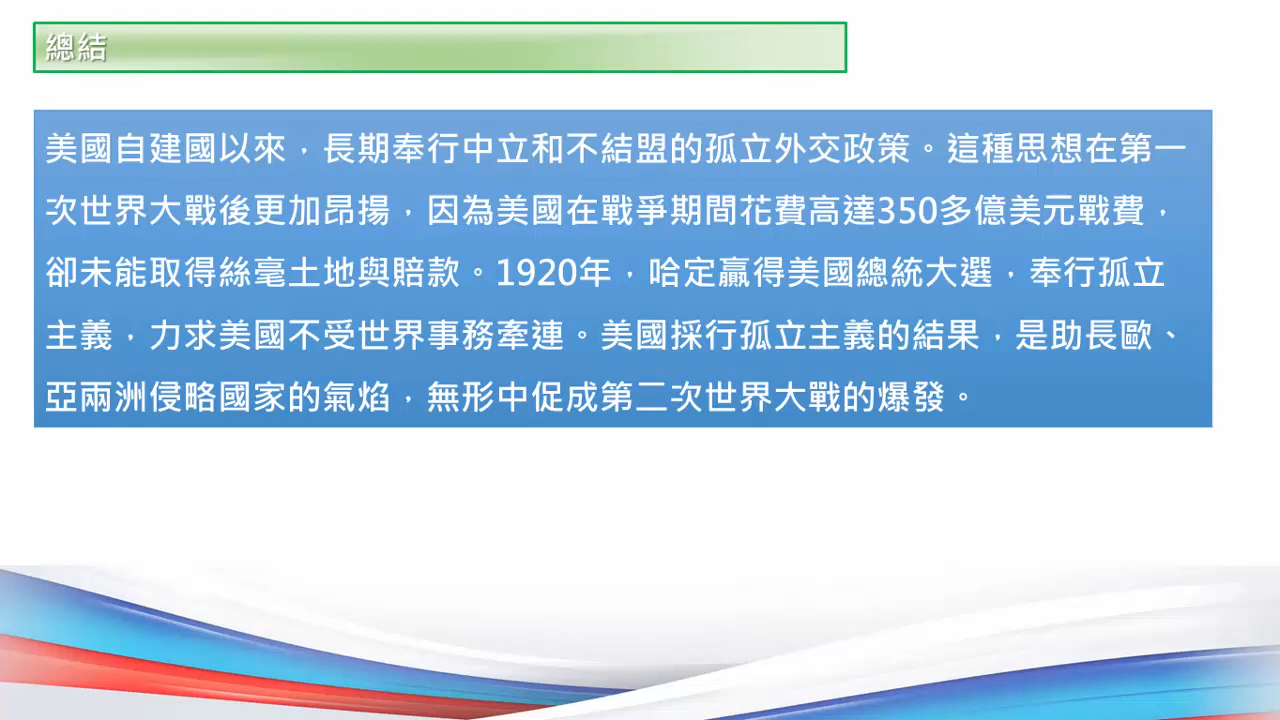 總結
美國自建國以來，長期奉行中立和不結盟的孤立外交政策。這種思想在第一
次世界大戰後更加昂揚，因為美國在戰爭期間花費高達350多億美元戰費，
卻未能取得絲毫土地與賠款。1920年，哈定贏得美國總統大選，奉行孤立
主義，力求美國不受世界事務牽連。美國採行孤立主義的結果，是助長歐、
亞兩洲侵略國家的氣焰，無形中促成第二次世界大戰的爆發。